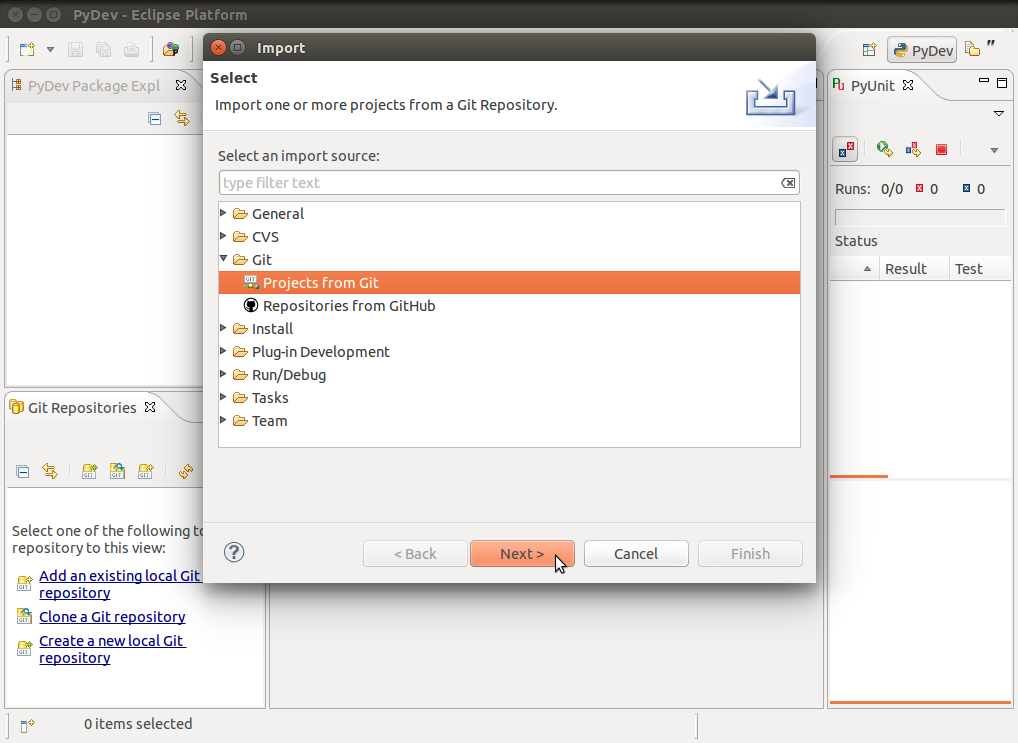 PyDev - Eclipse Platform
PyDev
PyDev Package Expl
Import
Select
Import one or more projects from a Git Repository.
Select an import source:
type filter text
General
CVS
Git
Projects from Git
Repositories from GitHub
Install
Plug-in Development
Run/Debug
Tasks
Team
< Back
Next >
Cancel
Finish
PyUnit
Runs: 0/0 0 0
Status
Result Test
Git Repositories
Select one of the following to
repository to this view:
Add an existing local Git
repository
Clone a Git repository
Create a new local Git
repository
0 items selected